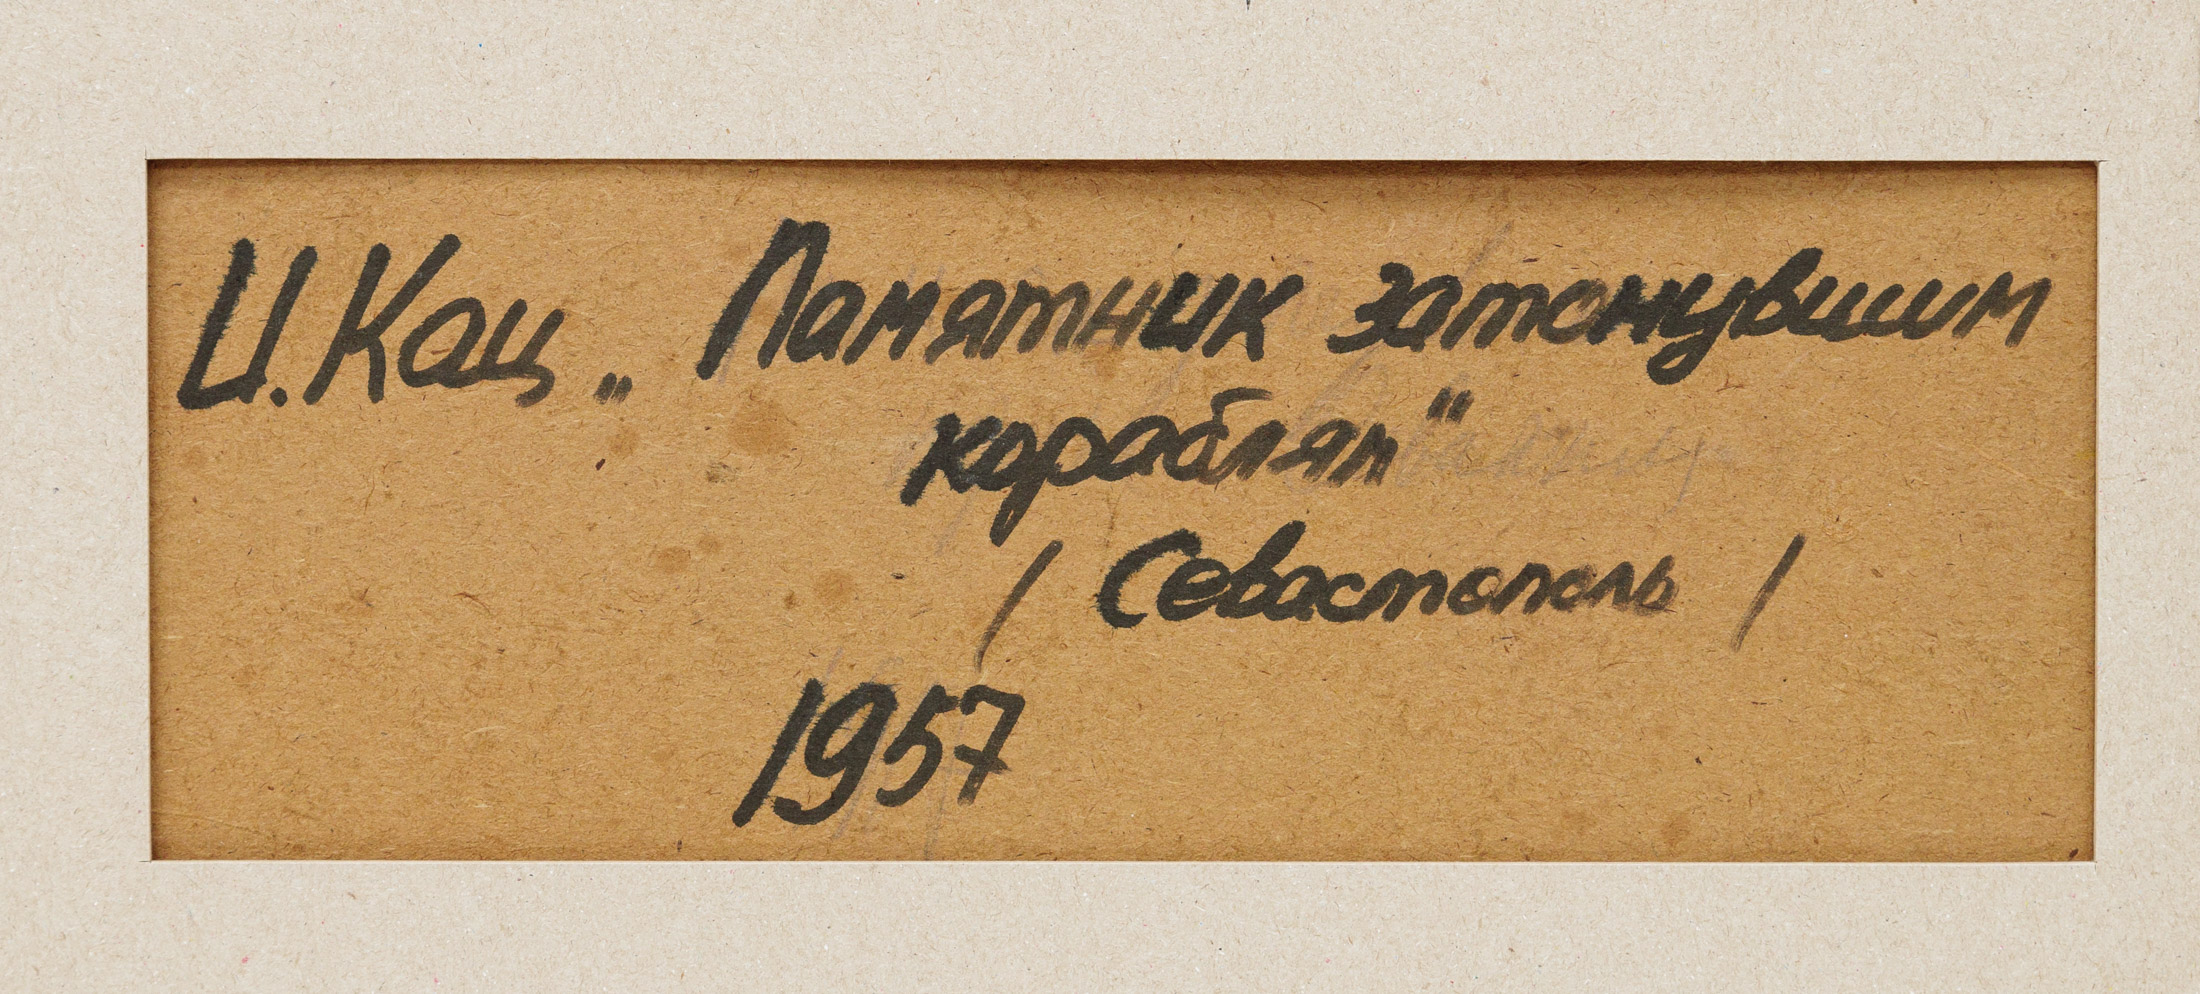 И. Кац „Памятник затонувшим
кораблям"
/ Севастополь /
1957